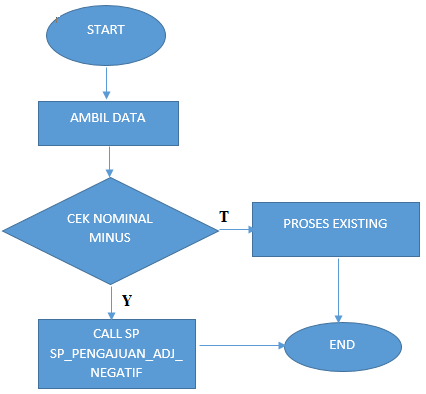 START
AMBIL DATA
CEK NOMINAL
MINUS
T
PROSES EXISTING
Y
CALL SP
SP_PENGAJUAN_ADJ_
NEGATIF
END